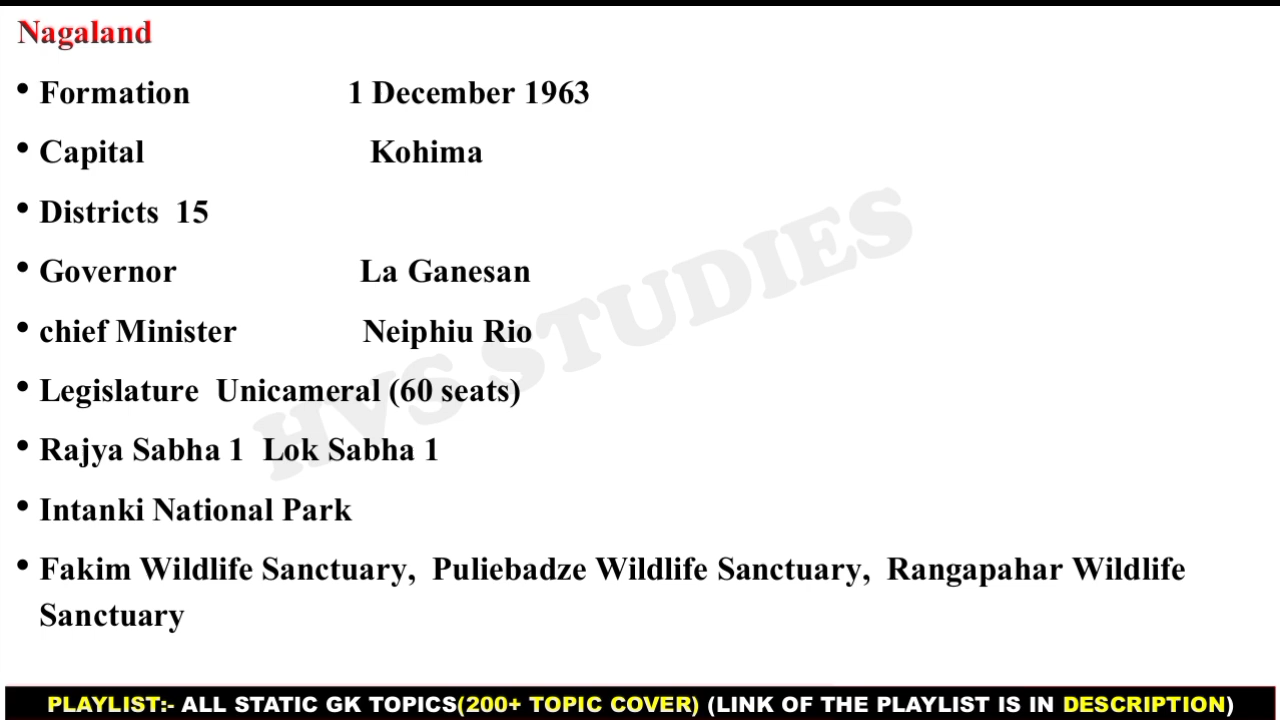 Nagaland
• Formation 1 December 1963
• Capital Kohima
• Districts 15
• Governor La Ganesan
• chief Minister Neiphiu Rio
• Legislature Unicameral (60 seats)
• Rajya Sabha 1 Lok Sabha 1
• Intanki National Park
• Fakim Wildlife Sanctuary, Puliebadze Wildlife Sanctuary, Rangapahar Wildlife
Sanctuary
HVS STUDIES
PLAYLIST:- ALL STATIC GK TOPICS(200+ TOPIC COVER) (LINK OF THE PLAYLIST IS IN DESCRIPTION)